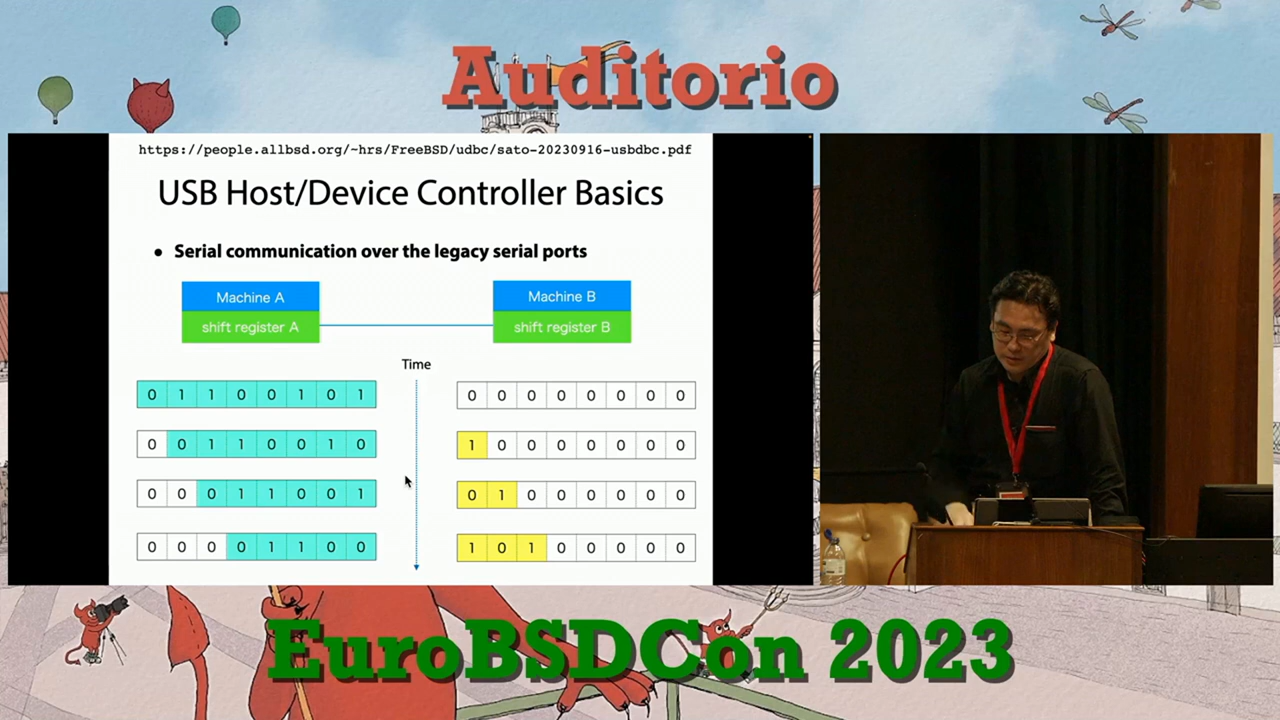 Auditorio
https://people.allbsd.org/~hrs/FreeBSD/udbc/sato-20230916-usbdbc.pdf
USB Host/Device Controller Basics
• Serial communication over the legacy serial ports
Machine A
shift register A
Machine B
shift register B
Time
0 1 1 0 0 1 0 1
0 0 0 0 0 0 0 0
0 0 1 1 0 0 1 0
1 0 0 0 0 0 0 0
0 0 0 1 1 0 0 1
0 1 0 0 0 0 0 0
0 0 0 0 1 1 0 0
1 0 1 0 0 0 0 0
EuroBSDCon 2023